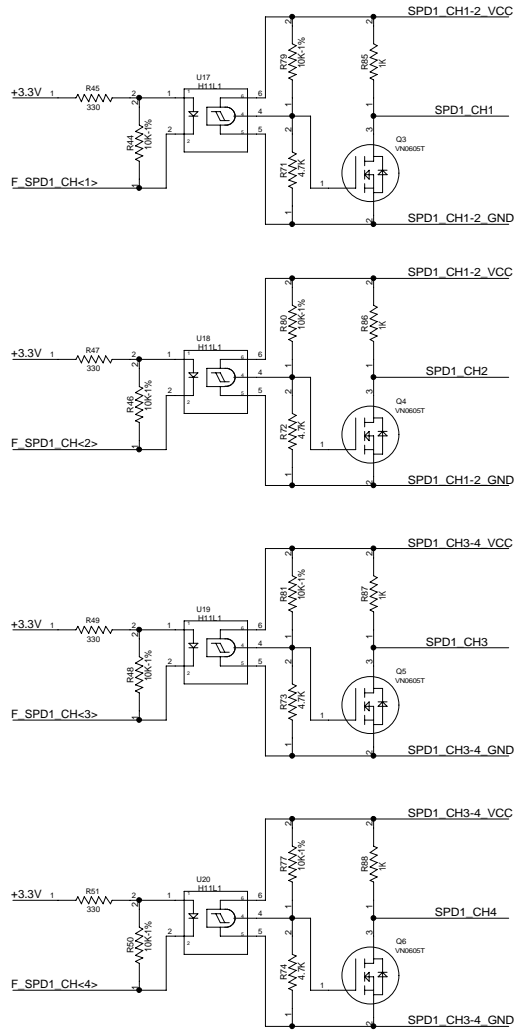 SPD1_CH1-2_VCC
R79
10K-1%
R85
1K
U17
H11L1
+3.3V
R45
330
R44
10K-1%
SPD1_CH1
Q3
VN0605T
R71
4.7K
F_SPD1_CH<1>
SPD1_CH1-2_GND
SPD1_CH1-2_VCC
R80
10K-1%
R86
1K
U18
H11L1
+3.3V
R47
330
R46
10K-1%
SPD1_CH2
Q4
VN0605T
R72
4.7K
F_SPD1_CH<2>
SPD1_CH1-2_GND
SPD1_CH3-4_VCC
R81
10K-1%
R87
1K
U19
H11L1
+3.3V
R49
330
R48
10K-1%
SPD1_CH3
Q5
VN0605T
R73
4.7K
F_SPD1_CH<3>
SPD1_CH3-4_GND
SPD1_CH3-4_VCC
R77
10K-1%
R88
1K
U20
H11L1
+3.3V
R51
330
R50
10K-1%
SPD1_CH4
Q6
VN0605T
R74
4.7K
F_SPD1_CH<4>
SPD1_CH3-4_GND